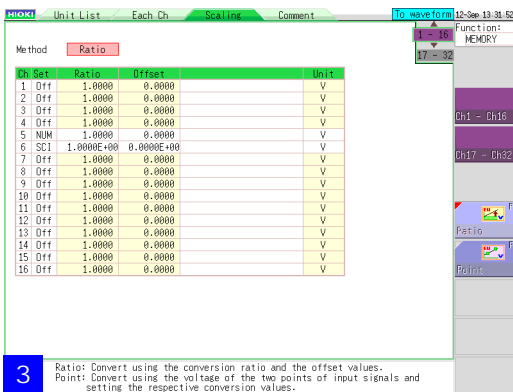 HIOKI Unit List Each Ch Scaling Comment To waveform 12-Sep 13:31:52
1 - 16
17 - 32
Function:
MEMORY
Method Ratio
Ch Set Ratio Offset Unit
1 Off 1.0000 0.0000 V
2 Off 1.0000 0.0000 V
3 Off 1.0000 0.0000 V
4 Off 1.0000 0.0000 V
5 NUM 1.0000 0.0000 V
6 SCI 1.0000E+00 0.0000E+00 V
7 Off 1.0000 0.0000 V
8 Off 1.0000 0.0000 V
9 Off 1.0000 0.0000 V
10 Off 1.0000 0.0000 V
11 Off 1.0000 0.0000 V
12 Off 1.0000 0.0000 V
13 Off 1.0000 0.0000 V
14 Off 1.0000 0.0000 V
15 Off 1.0000 0.0000 V
16 Off 1.0000 0.0000 V
Ch1 - Ch16
Ch17 - Ch32
Ratio
Point
3
Ratio: Convert using the conversion ratio and the offset values.
Point: Convert using the voltage of the two points of input signals and
setting the respective conversion values.